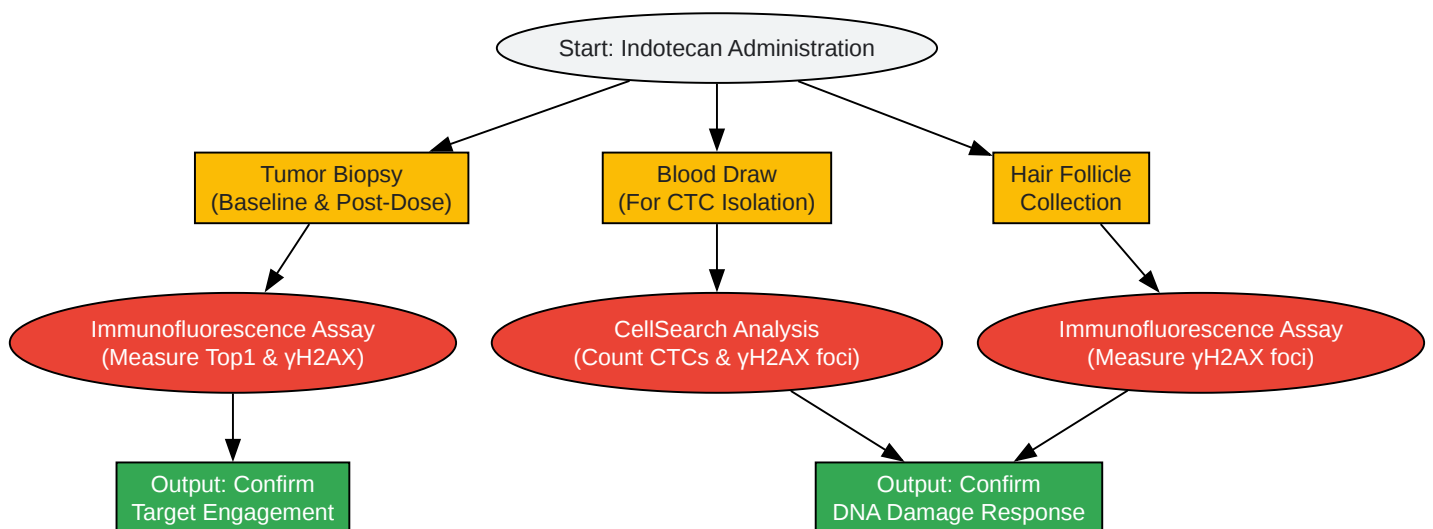 Start: Indotecan Administration
Tumor Biopsy
(Baseline & Post-Dose)
Blood Draw
(For CTC Isolation)
Hair Follicle
Collection
Immunofluorescence Assay
(Measure Top1 & γH2AX)
CellSearch Analysis
(Count CTCs & γH2AX foci)
Immunofluorescence Assay
(Measure γH2AX foci)
Output: Confirm
Target Engagement
Output: Confirm
DNA Damage Response